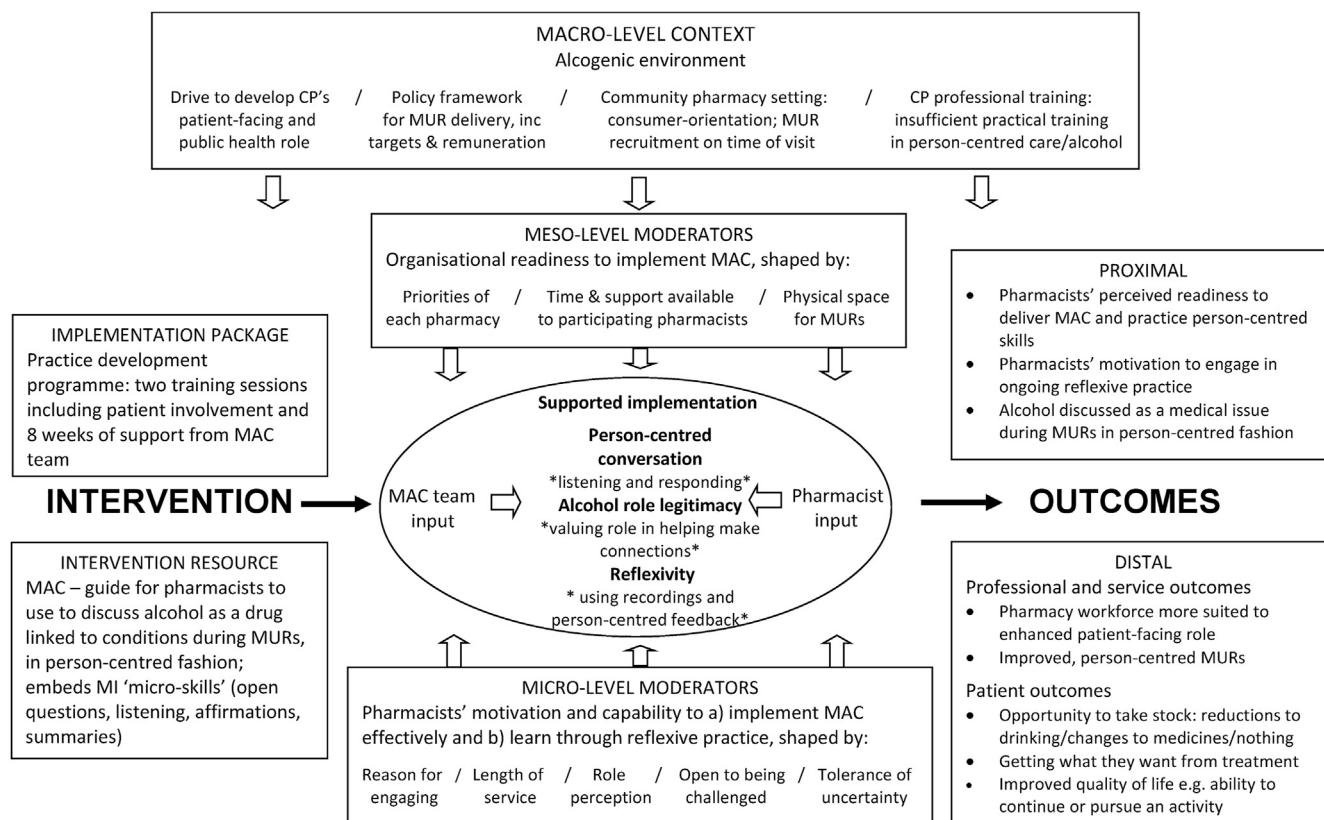 MACRO-LEVEL CONTEXT
Alcogenic environment
Drive to develop CP's
patient-facing and
public health role
/
Policy framework
for MUR delivery, inc
targets & remuneration
/
Community pharmacy setting:
consumer-orientation; MUR
recruitment on time of visit
/
CP professional training:
insufficient practical training
in person-centred care/alcohol
MESO-LEVEL MODERATORS
Organisational readiness to implement MAC, shaped by:
Priorities of
each pharmacy
/
Time & support available
to participating pharmacists
/
Physical space
for MURs
IMPLEMENTATION PACKAGE
Practice development
programme: two training sessions
including patient involvement and
8 weeks of support from MAC
team
INTERVENTION
INTERVENTION RESOURCE
MAC – guide for pharmacists to
use to discuss alcohol as a drug
linked to conditions during MURs,
in person-centred fashion;
embeds MI ‘micro-skills’ (open
questions, listening, affirmations,
summaries)
Supported implementation
Person-centred
conversation
*listening and responding*
Alcohol role legitimacy
*valuing role in helping make
connections*
Reflexivity
* using recordings and
person-centred feedback*
MAC team
input
Pharmacist
input
MICRO-LEVEL MODERATORS
Pharmacists’ motivation and capability to a) implement MAC
effectively and b) learn through reflexive practice, shaped by:
Reason for
engaging
/
Length of
service
/
Role
perception
/
Open to being
challenged
/
Tolerance of
uncertainty
PROXIMAL
• Pharmacists’ perceived readiness to
deliver MAC and practice person-centred
skills
• Pharmacists’ motivation to engage in
ongoing reflexive practice
• Alcohol discussed as a medical issue
during MURs in person-centred fashion
OUTCOMES
DISTAL
Professional and service outcomes
• Pharmacy workforce more suited to
enhanced patient-facing role
• Improved, person-centred MURs
Patient outcomes
• Opportunity to take stock: reductions to
drinking/changes to medicines/nothing
• Getting what they want from treatment
• Improved quality of life e.g. ability to
continue or pursue an activity